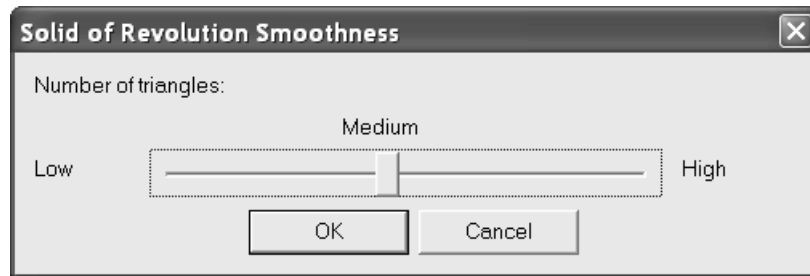 Solid of Revolution Smoothness
Number of triangles:
Medium
Low High
OK Cancel